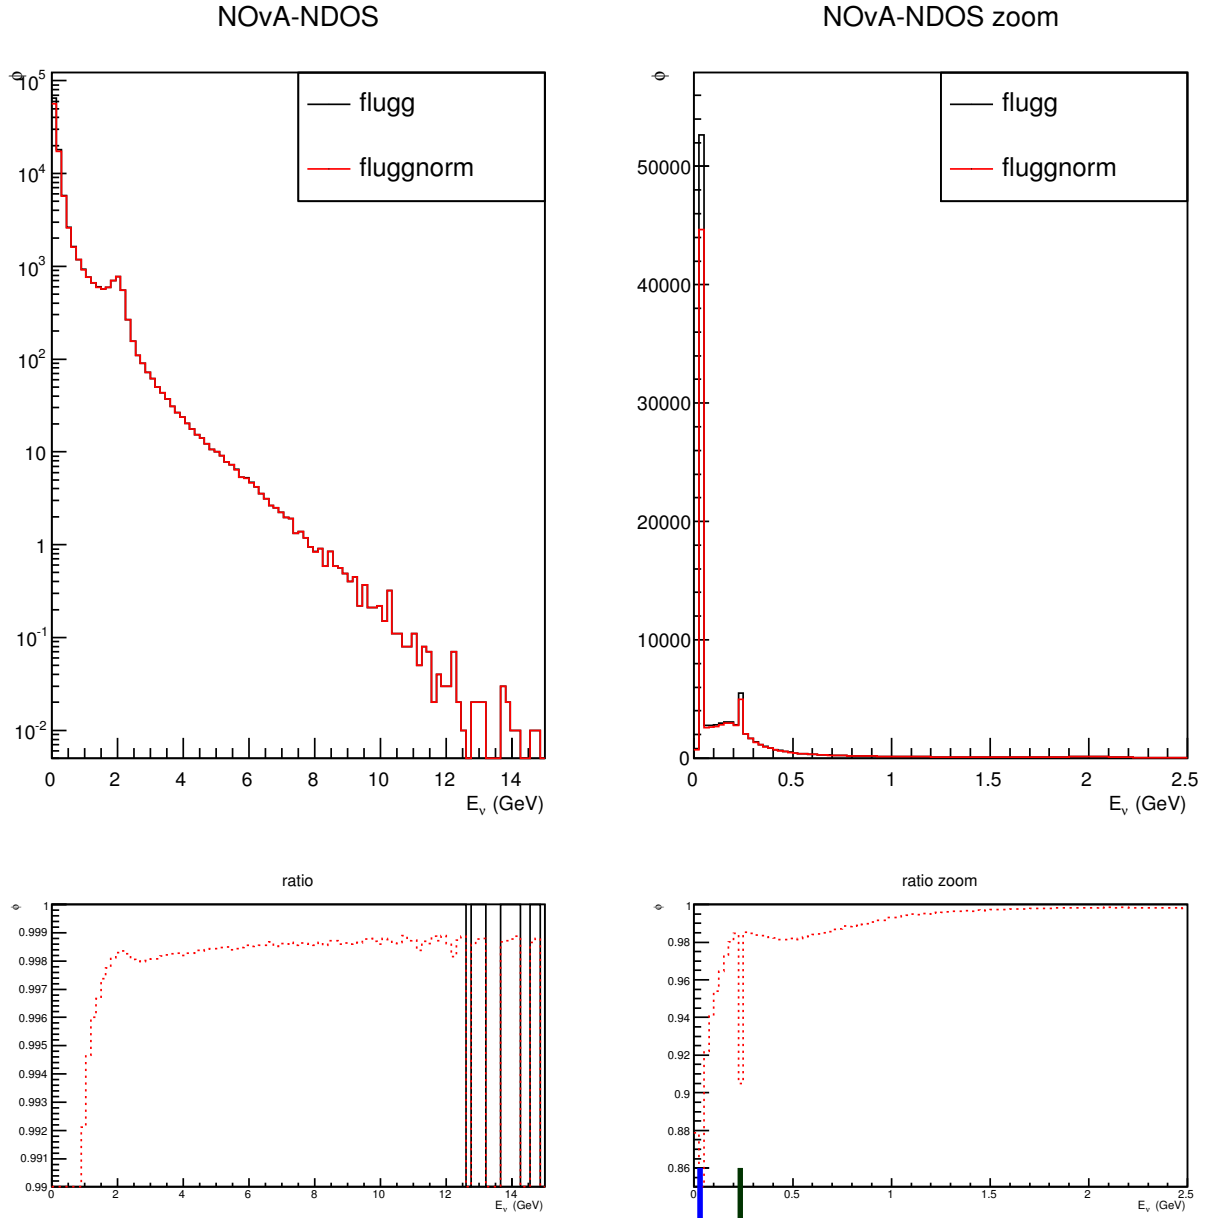 NOvA-NDOS
φ
10^5
10^4
10^3
10^2
10
1
10^-1
10^-2
flugg
fluggnorm
0 2 4 6 8 10 12 14
E_ν (GeV)
NOvA-NDOS zoom
φ
50000
40000
30000
20000
10000
0
flugg
fluggnorm
0 0.5 1 1.5 2 2.5
E_ν (GeV)
ratio
φ
1
0.999
0.998
0.997
0.996
0.995
0.994
0.993
0.992
0.991
0.99
0 2 4 6 8 10 12 14
E_ν (GeV)
ratio zoom
φ
1
0.98
0.96
0.94
0.92
0.9
0.88
0.86
0 0.5 1 1.5 2 2.5
E_ν (GeV)